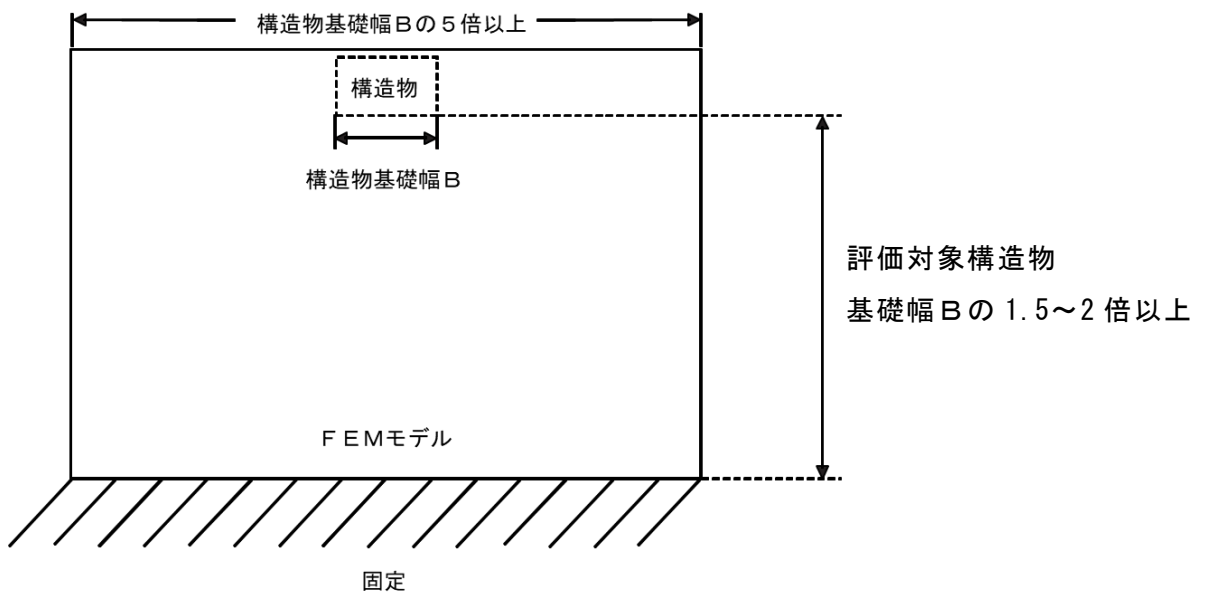 構造物基礎幅Ｂの５倍以上
構造物
構造物基礎幅Ｂ
評価対象構造物
基礎幅Ｂの 1.5～2 倍以上
ＦＥＭモデル
固定